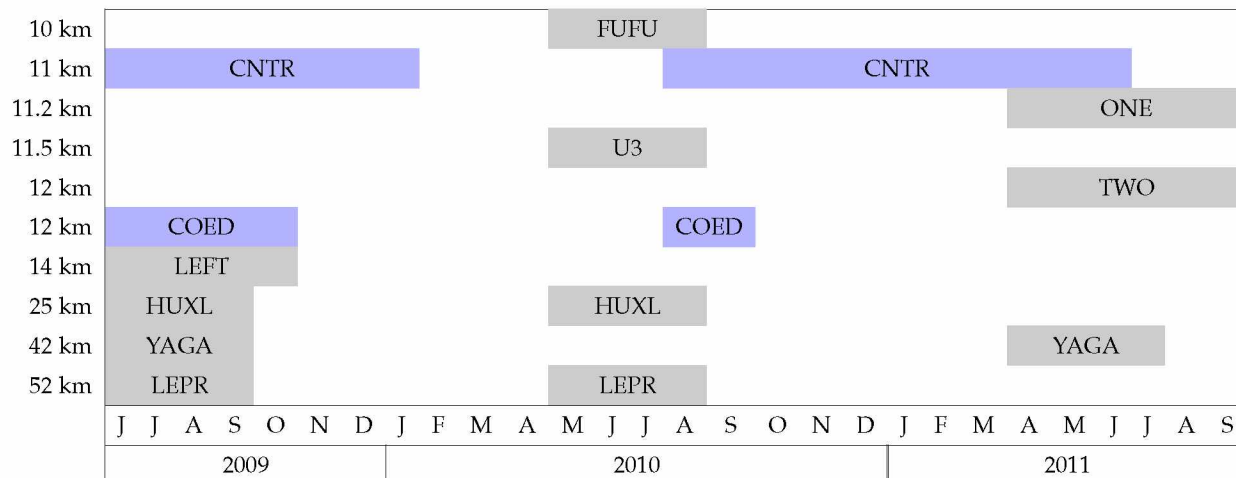 10 km FUFU
11 km CNTR CNTR
11.2 km ONE
11.5 km U3
12 km TWO
12 km COED COED
14 km LEFT
25 km HUXL HUXL
42 km YAGA YAGA
52 km LEPR LEPR
J J A S O N D J F M A M J J A S O N D J F M A M J J A S
2009 2010 2011